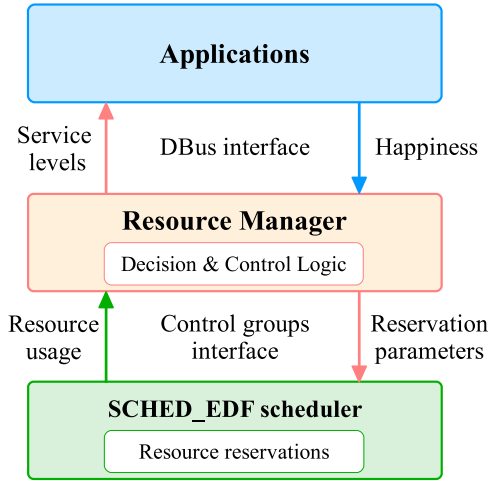 Applications
Service
levels
DBus interface
Happiness
Resource Manager
Decision & Control Logic
Resource
usage
Control groups
interface
Reservation
parameters
SCHED_EDF scheduler
Resource reservations